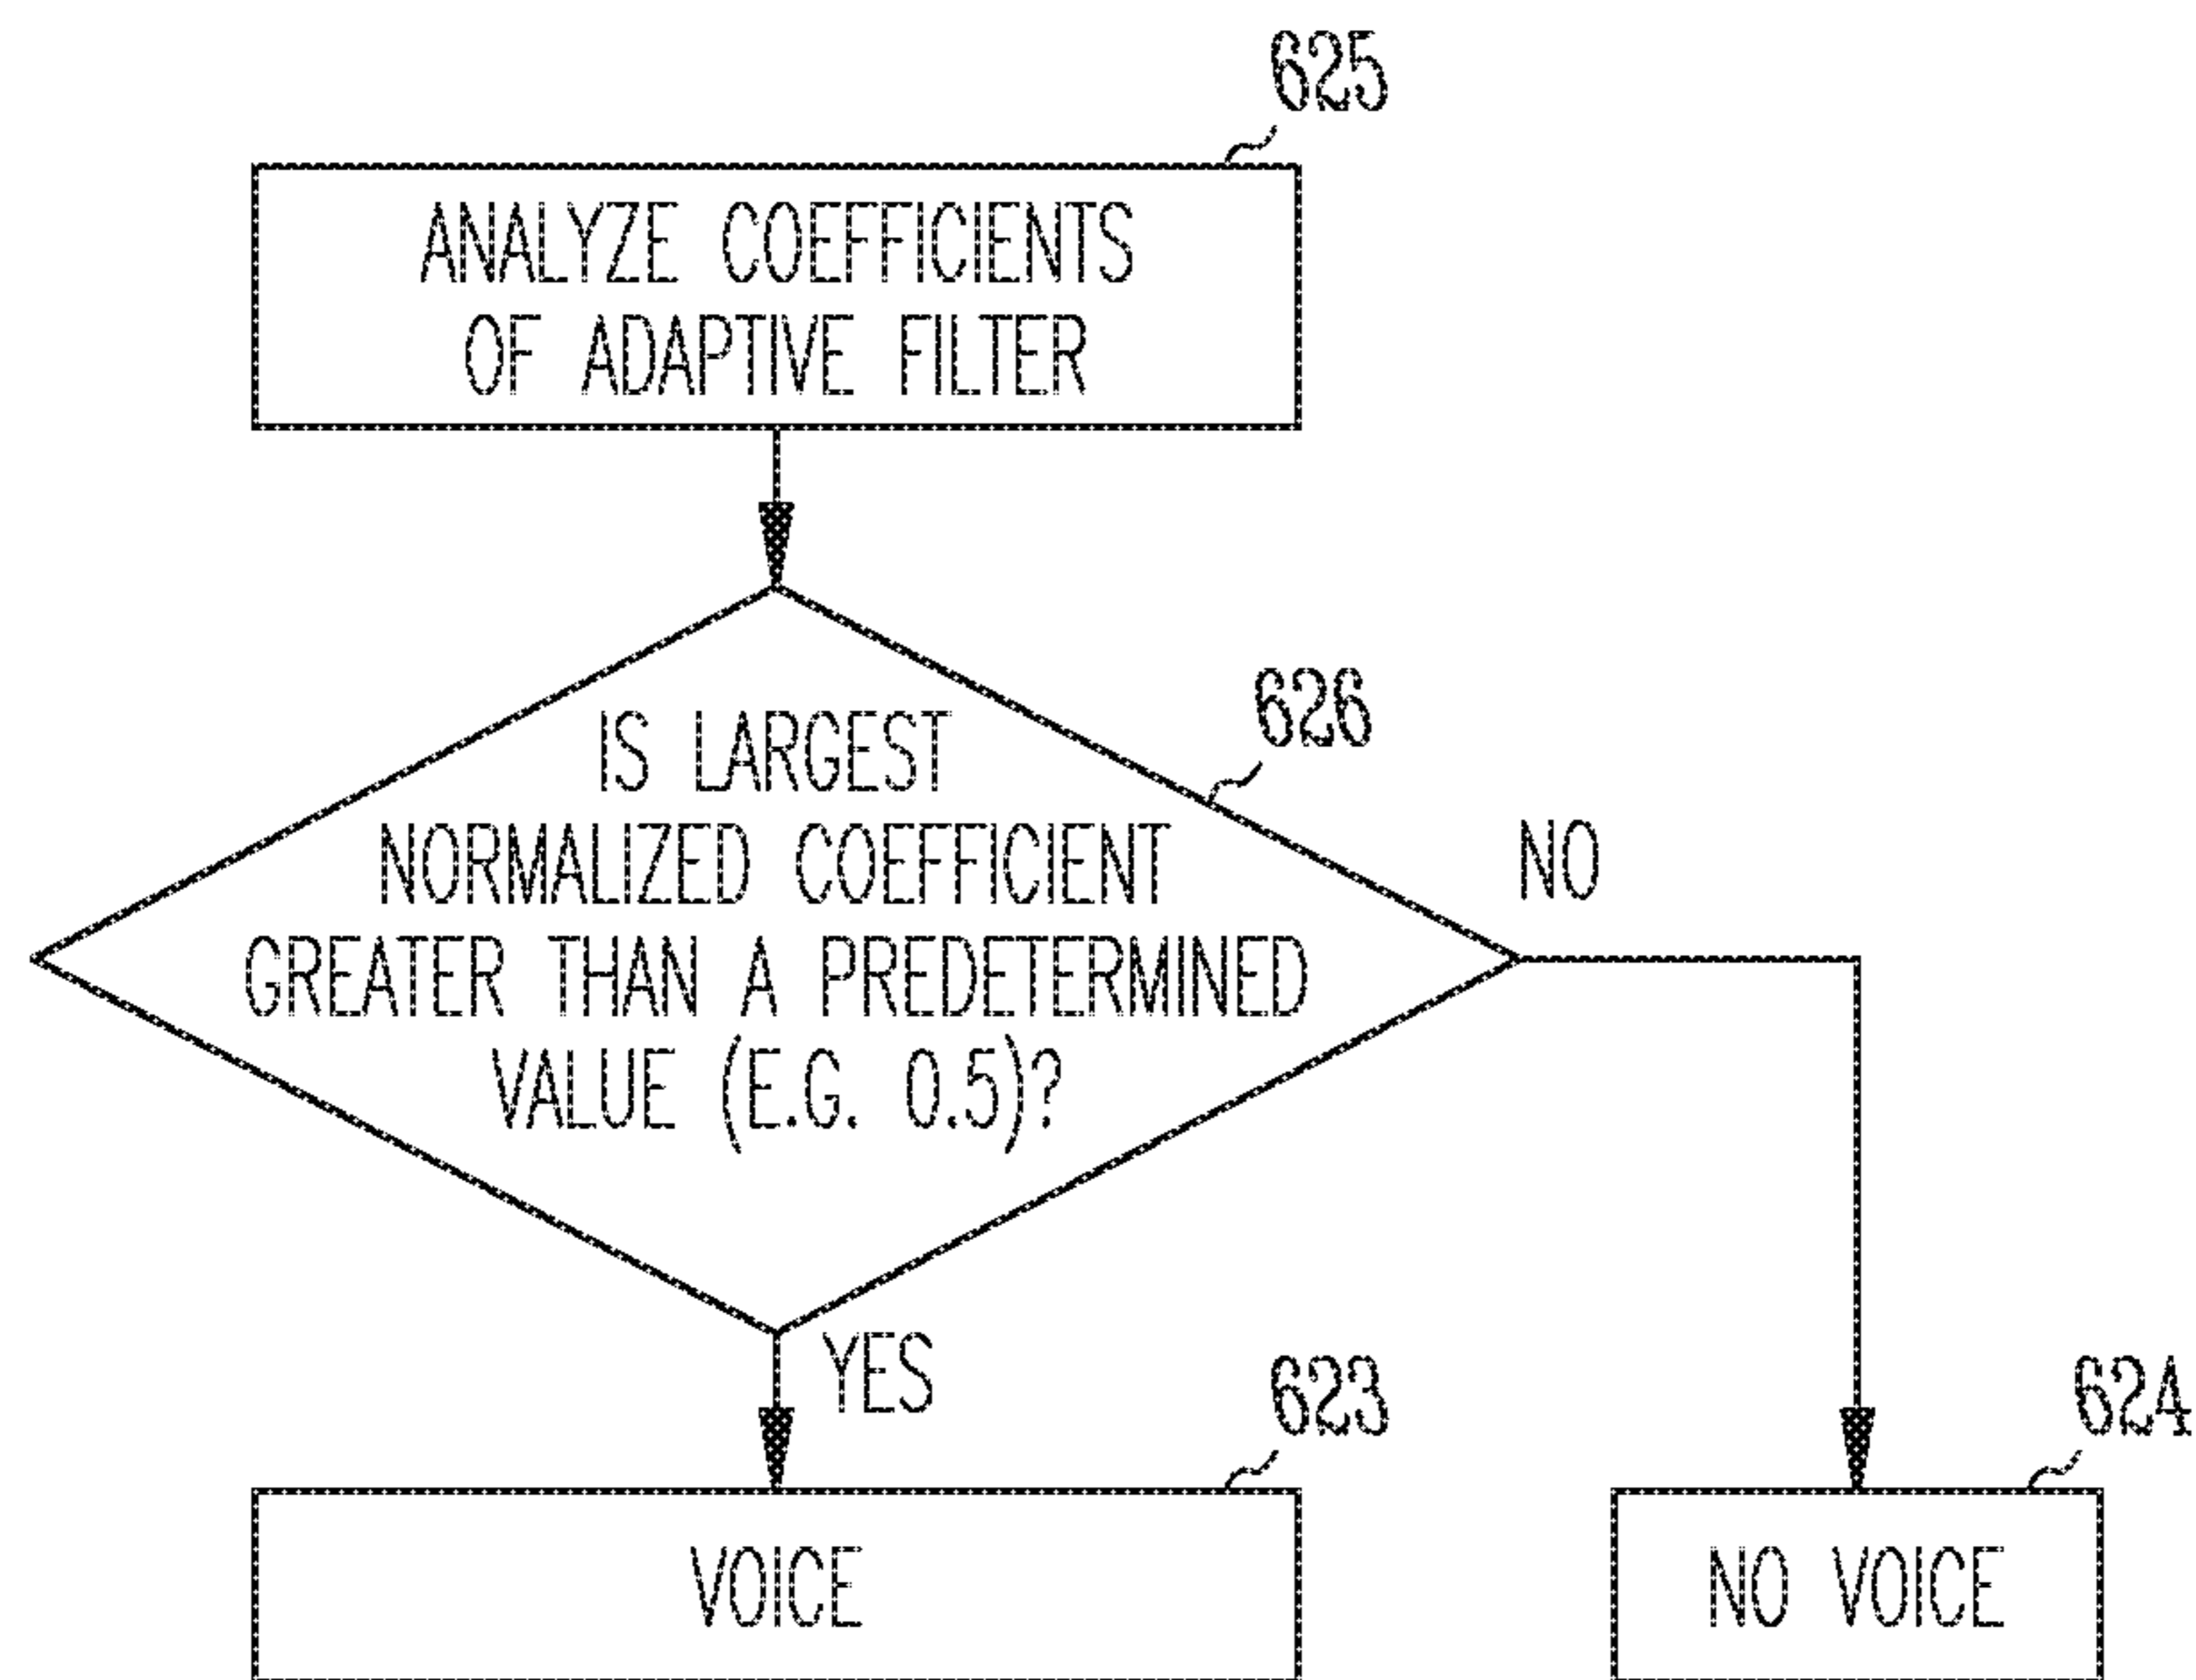 625
ANALYZE COEFFICIENTS
OF ADAPTIVE FILTER
626
IS LARGEST
NORMALIZED COEFFICIENT
GREATER THAN A PREDETERMINED
VALUE (E.G. 0.5)?
NO
YES
623
VOICE
624
NO VOICE